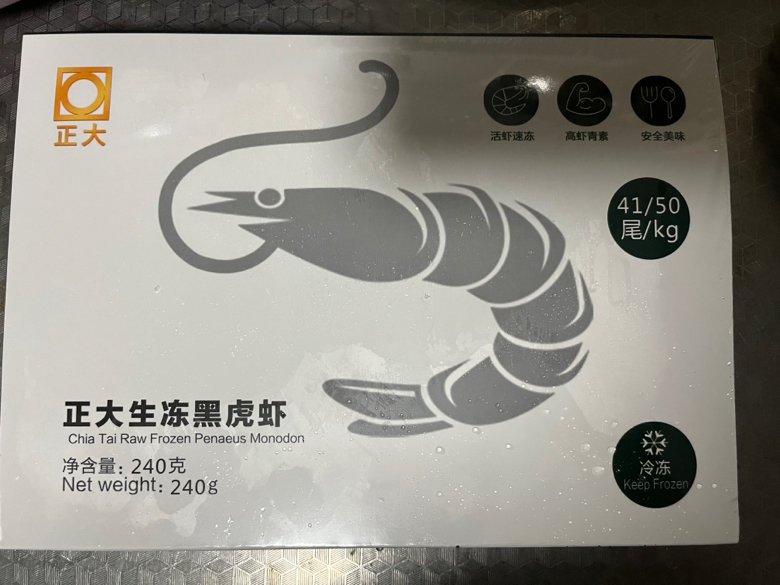 正大
活虾速冻
高虾青素
安全美味
41/50
尾/kg
正大生冻黑虎虾
Chia Tai Raw Frozen Penaeus Monodon
净含量: 240克
Net weight: 240g
冷冻
Keep Frozen